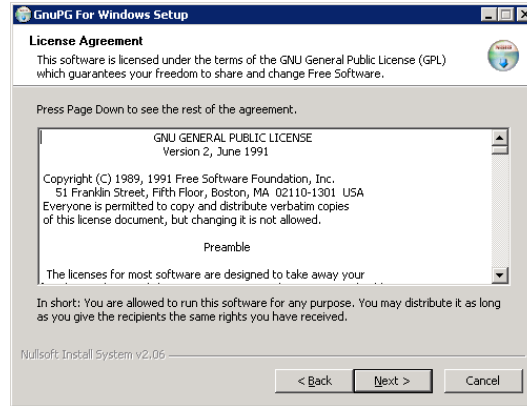 GnuPG For Windows Setup
License Agreement
This software is licensed under the terms of the GNU General Public License (GPL)
which guarantees your freedom to share and change Free Software.
Press Page Down to see the rest of the agreement.
GNU GENERAL PUBLIC LICENSE
Version 2, June 1991
Copyright (C) 1989, 1991 Free Software Foundation, Inc.
51 Franklin Street, Fifth Floor, Boston, MA 02110-1301 USA
Everyone is permitted to copy and distribute verbatim copies
of this license document, but changing it is not allowed.
Preamble
The licenses for most software are designed to take away your
In short: You are allowed to run this software for any purpose. You may distribute it as long
as you give the recipients the same rights you have received.
Nullsoft Install System v2.06
< Back
Next >
Cancel